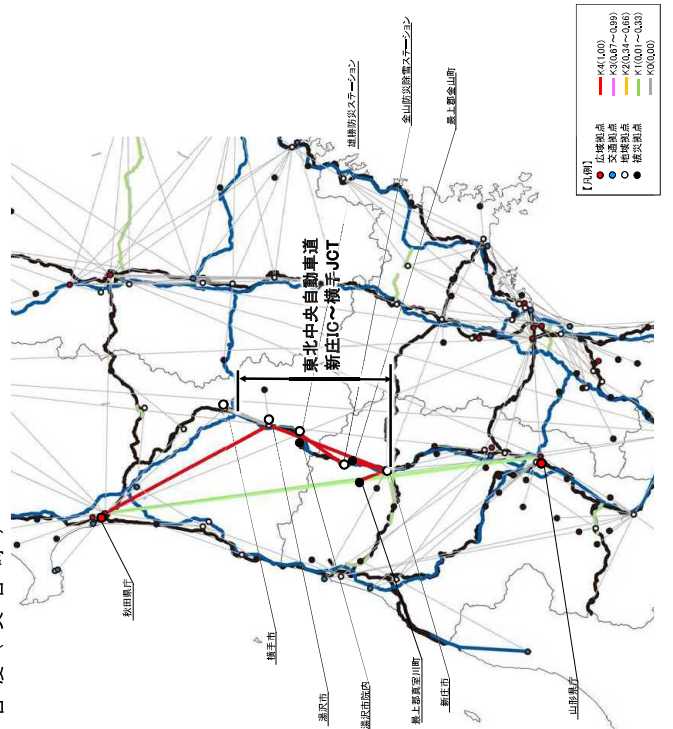 雄勝防災ステーション
金山防災除雪ステーション
最上郡金山町
東北中央自動車道
新庄IC～横手JCT
秋田県庁
横手市
湯沢市
湯沢市院内
最上郡真室川町
新庄市
山形県庁
【凡例】
広域拠点
交通拠点
地域拠点
被災拠点
K4(1.00)
K3(0.67～0.99)
K2(0.34～0.66)
K1(0.01～0.33)
K0(0.00)